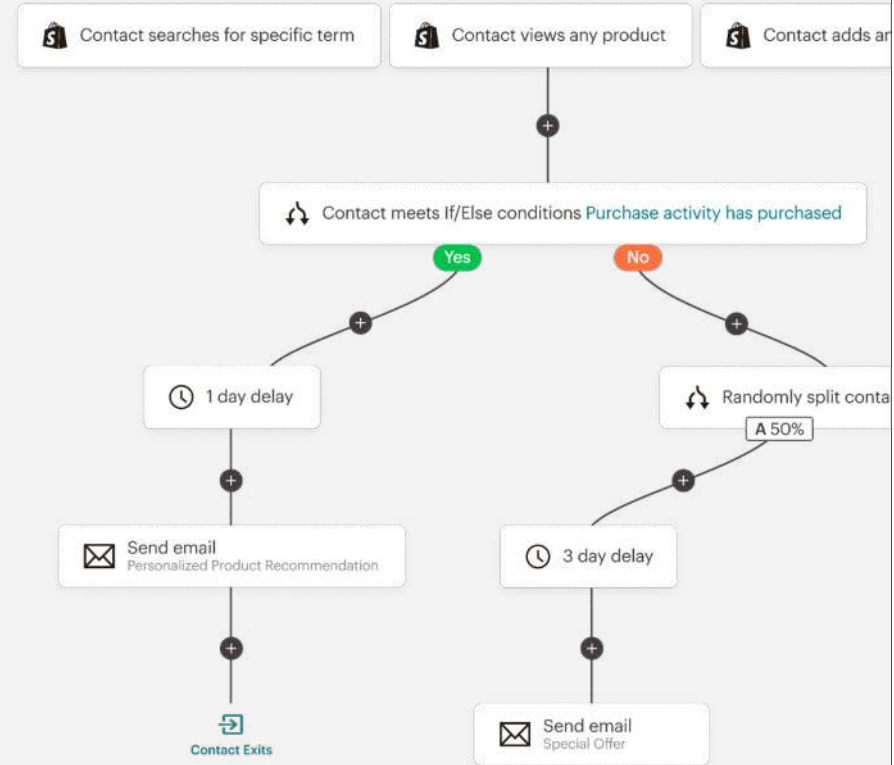 Contact searches for specific term
Contact views any product
Contact adds
Contact meets If/Else conditions Purchase activity has purchased
Yes
No
1 day delay
Randomly split
A 50%
Send email
Personalized Product Recommendation
3 day delay
Contact Exits
Send email
Special Offer